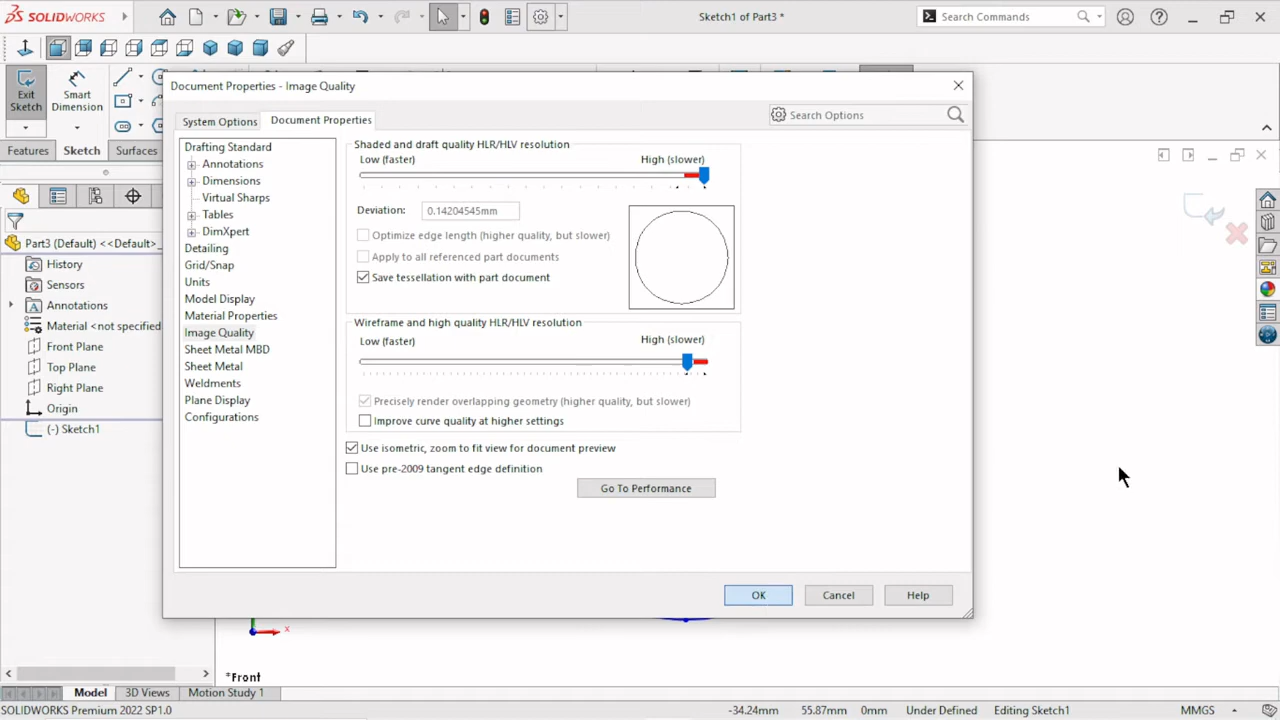 SOLIDWORKS
Sketch1 of Part3 *
Search Commands
Exit
Sketch
Smart
Dimension
Features
Sketch
Surfaces
Document Properties - Image Quality
System Options
Document Properties
Search Options
Drafting Standard
Annotations
Dimensions
Virtual Sharps
Tables
DimXpert
Detailing
Grid/Snap
Units
Model Display
Material Properties
Image Quality
Sheet Metal MBD
Sheet Metal
Weldments
Plane Display
Configurations
Shaded and draft quality HLR/HLV resolution
Low (faster)
High (slower)
Deviation:
0.14204545mm
Optimize edge length (higher quality, but slower)
Apply to all referenced part documents
Save tessellation with part document
Wireframe and high quality HLR/HLV resolution
Low (faster)
High (slower)
Precisely render overlapping geometry (higher quality, but slower)
Improve curve quality at higher settings
Use isometric, zoom to fit view for document preview
Use pre-2009 tangent edge definition
Go To Performance
OK
Cancel
Help
Part3 (Default) <<Default>_
History
Sensors
Annotations
Material <not specified
Front Plane
Top Plane
Right Plane
Origin
(-) Sketch1
x
*Front
Model
3D Views
Motion Study 1
SOLIDWORKS Premium 2022 SP1.0
-34.24mm
55.87mm
0mm
Under Defined
Editing Sketch1
MMGS